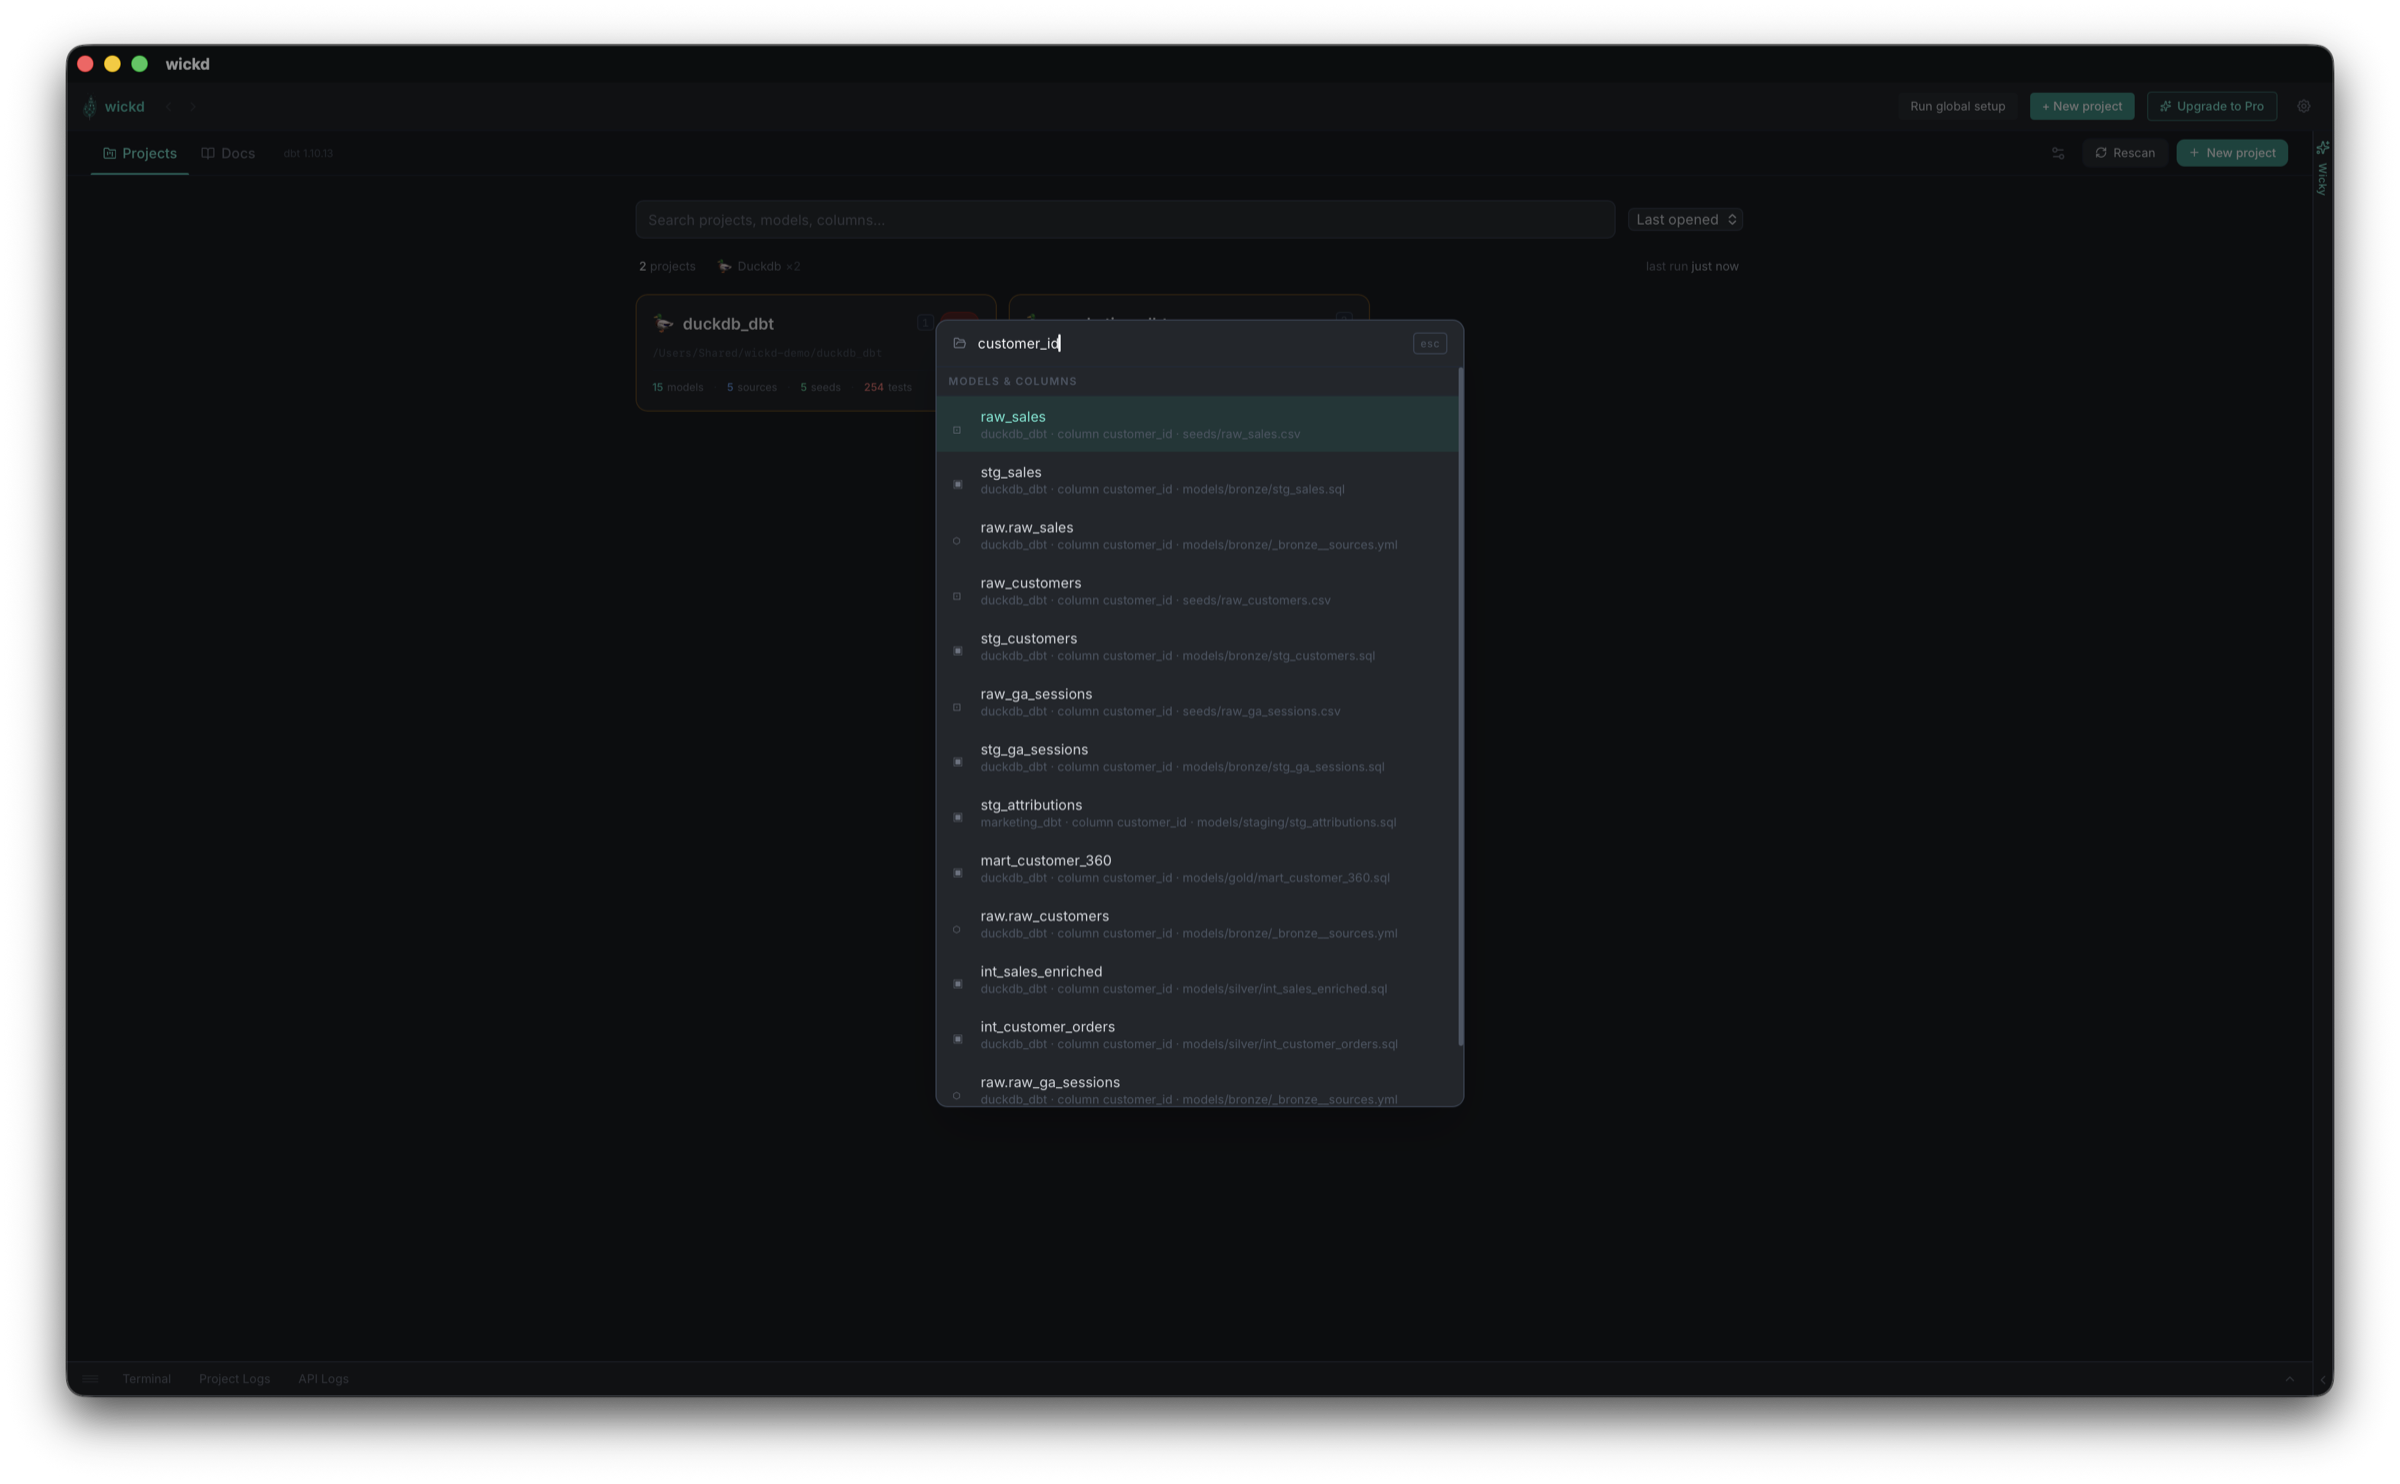 wickd
wickd
Run global setup
+ New project
Upgrade to Pro
Projects
Docs
dbt 1.10.13
Rescan
+ New project
Wicky
Search projects, models, columns...
Last opened
2 projects
Duckdb ×2
last run just now
duckdb_dbt
1
/Users/Shared/wickd-demo/duckdb_dbt
15 models
5 sources
5 seeds
254 tests
customer_id
esc
MODELS & COLUMNS
raw_sales
duckdb_dbt · column customer_id · seeds/raw_sales.csv
stg_sales
duckdb_dbt · column customer_id · models/bronze/stg_sales.sql
raw.raw_sales
duckdb_dbt · column customer_id · models/bronze/_bronze__sources.yml
raw_customers
duckdb_dbt · column customer_id · seeds/raw_customers.csv
stg_customers
duckdb_dbt · column customer_id · models/bronze/stg_customers.sql
raw_ga_sessions
duckdb_dbt · column customer_id · seeds/raw_ga_sessions.csv
stg_ga_sessions
duckdb_dbt · column customer_id · models/bronze/stg_ga_sessions.sql
stg_attributions
marketing_dbt · column customer_id · models/staging/stg_attributions.sql
mart_customer_360
duckdb_dbt · column customer_id · models/gold/mart_customer_360.sql
raw.raw_customers
duckdb_dbt · column customer_id · models/bronze/_bronze__sources.yml
int_sales_enriched
duckdb_dbt · column customer_id · models/silver/int_sales_enriched.sql
int_customer_orders
duckdb_dbt · column customer_id · models/silver/int_customer_orders.sql
raw.raw_ga_sessions
duckdb_dbt · column customer_id · models/bronze/_bronze__sources.yml
Terminal
Project Logs
API Logs